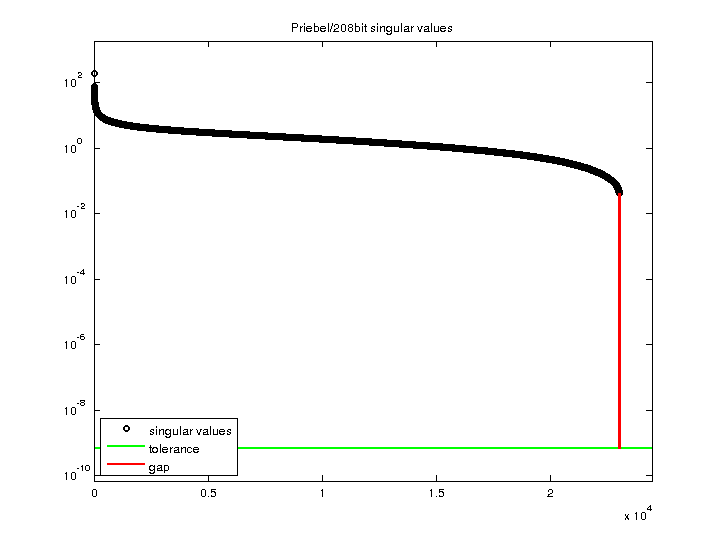 Priebel/208bit singular values
10^2
10^0
10^-2
10^-4
10^-6
10^-8
10^-10
singular values
tolerance
gap
0 0.5 1 1.5 2
x 10^4